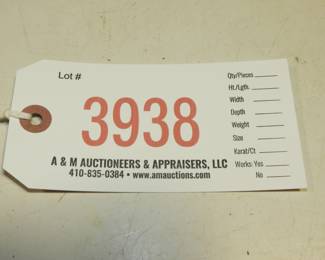 Lot #
3938
A & M AUCTIONEERS & APPRAISERS, LLC
410-835-0384 • www.amauctions.com
Qty/Pieces
Ht./Lgth.
Width
Depth
Weight
Size
Karat/Ct
Works: Yes
No